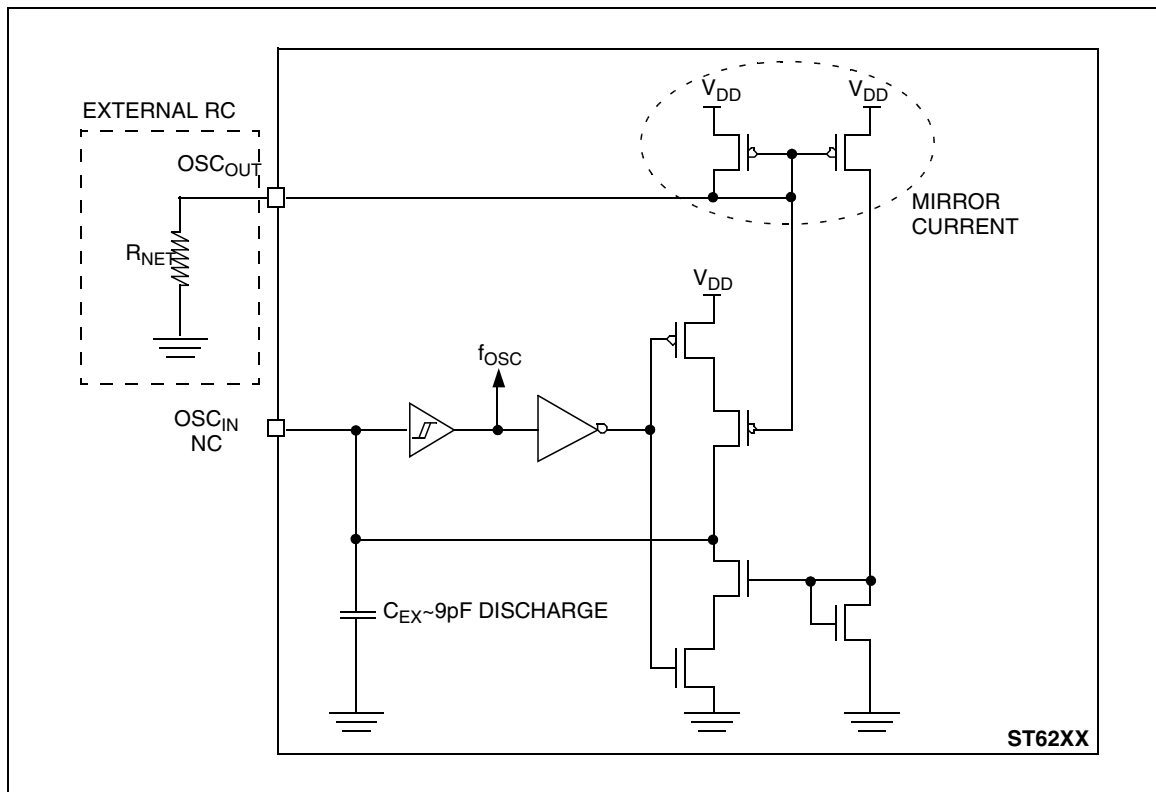 V_DD
V_DD
EXTERNAL RC
OSC_OUT
MIRROR
CURRENT
R_NET
V_DD
f_OSC
OSC_IN
NC
C_EX~9pF DISCHARGE
ST62XX